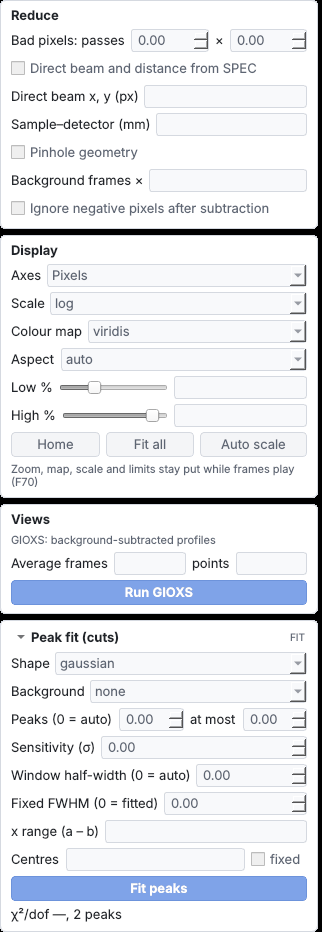 Reduce
Bad pixels: passes 0.00 × 0.00
Direct beam and distance from SPEC
Direct beam x, y (px)
Sample–detector (mm)
Pinhole geometry
Background frames ×
Ignore negative pixels after subtraction
Display
Axes Pixels
Scale log
Colour map viridis
Aspect auto
Low %
High %
Home Fit all Auto scale
Zoom, map, scale and limits stay put while frames play
(F70)
Views
GIOXS: background-subtracted profiles
Average frames points
Run GIOXS
Peak fit (cuts) FIT
Shape gaussian
Background none
Peaks (0 = auto) 0.00 at most 0.00
Sensitivity (σ) 0.00
Window half-width (0 = auto) 0.00
Fixed FWHM (0 = fitted) 0.00
x range (a – b)
Centres fixed
Fit peaks
χ²/dof —, 2 peaks